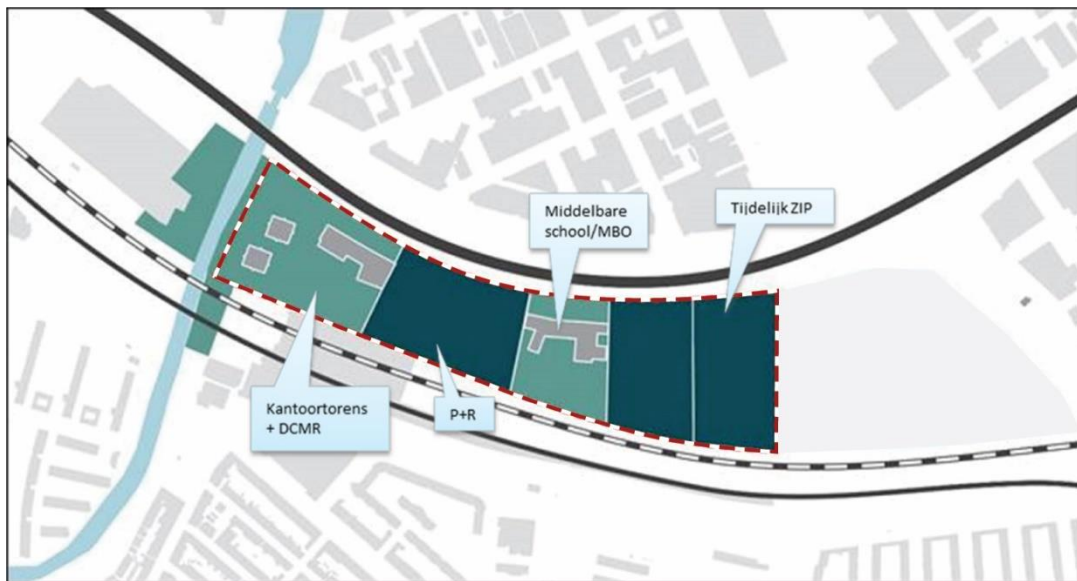 Middelbare
school/MBO
Tijdelijk ZIP
Kantoortorens
+ DCMR
P+R